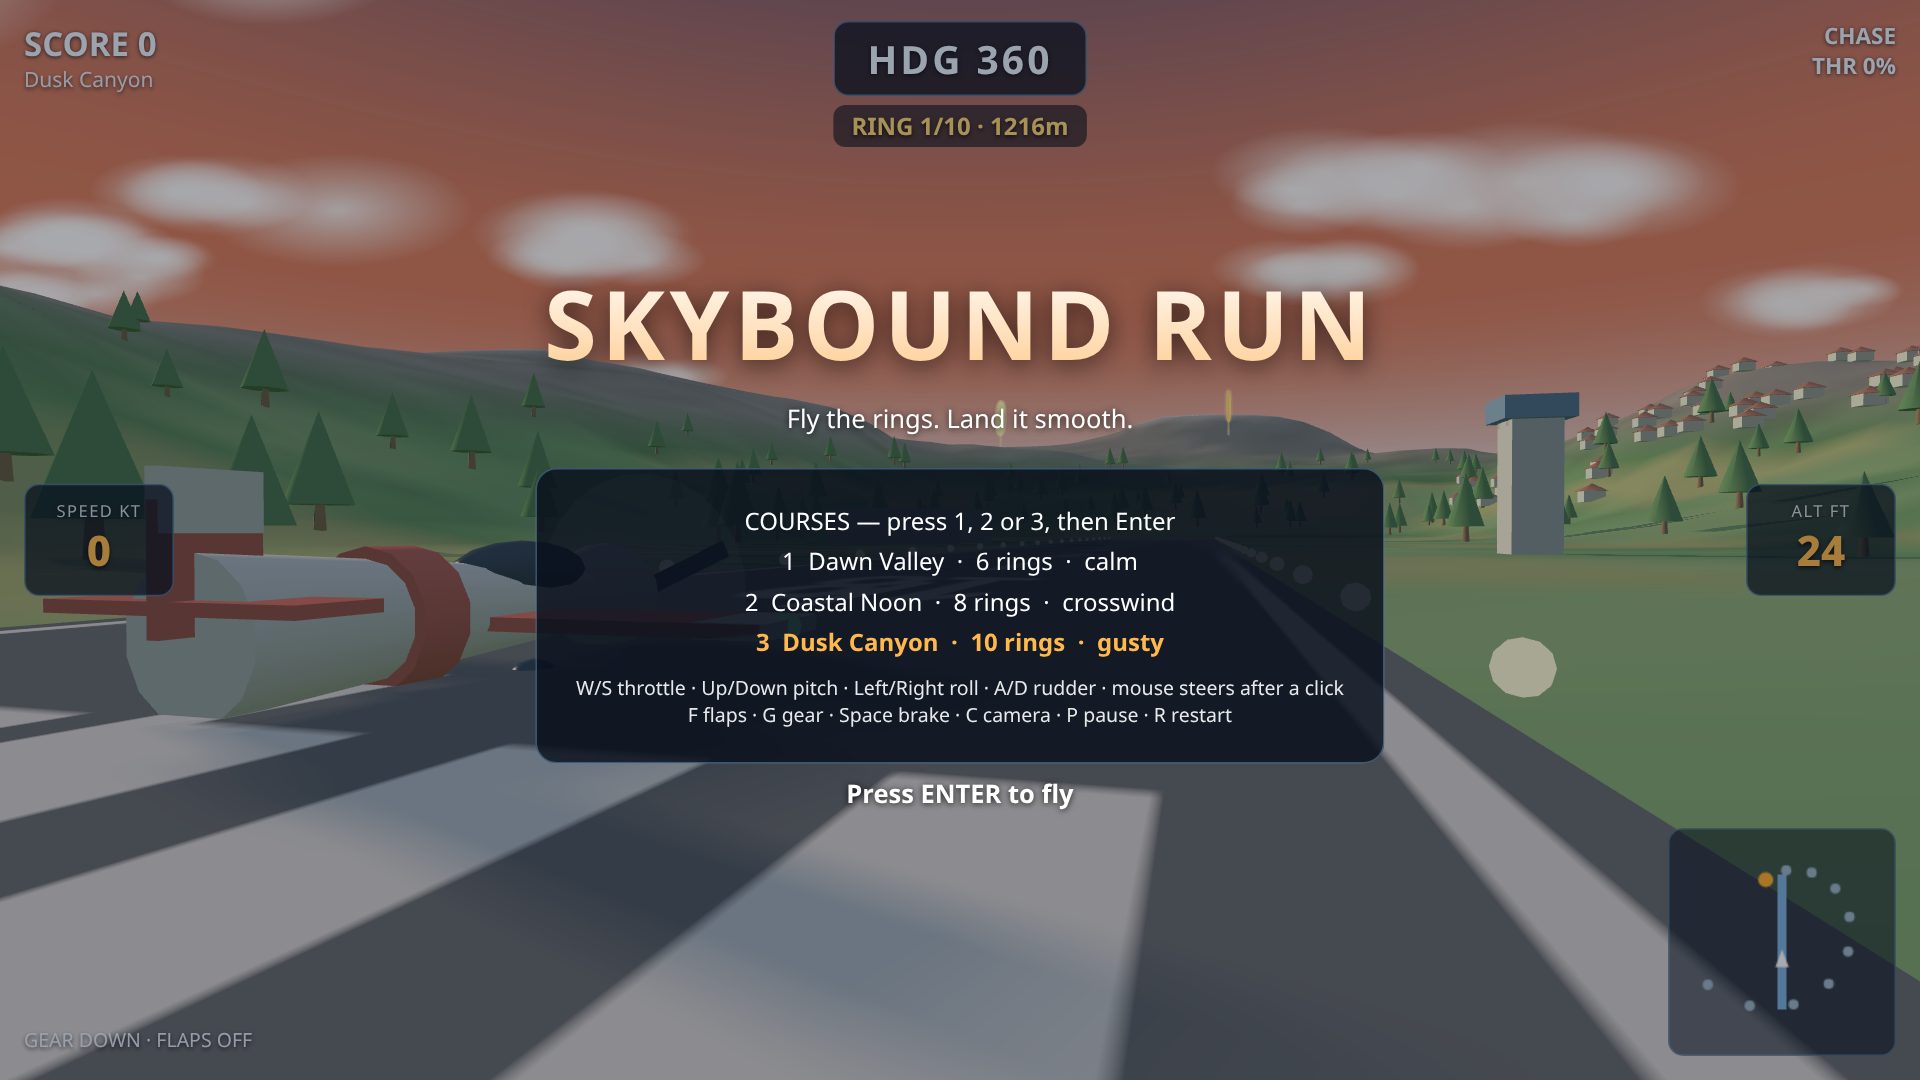 SCORE 0
Dusk Canyon
HDG 360
RING 1/10 · 1216m
CHASE
THR 0%
SKYBOUND RUN
Fly the rings. Land it smooth.
SPEED KT
0
ALT FT
24
COURSES — press 1, 2 or 3, then Enter
1 Dawn Valley · 6 rings · calm
2 Coastal Noon · 8 rings · crosswind
3 Dusk Canyon · 10 rings · gusty
W/S throttle · Up/Down pitch · Left/Right roll · A/D rudder · mouse steers after a click
F flaps · G gear · Space brake · C camera · P pause · R restart
Press ENTER to fly
GEAR DOWN · FLAPS OFF